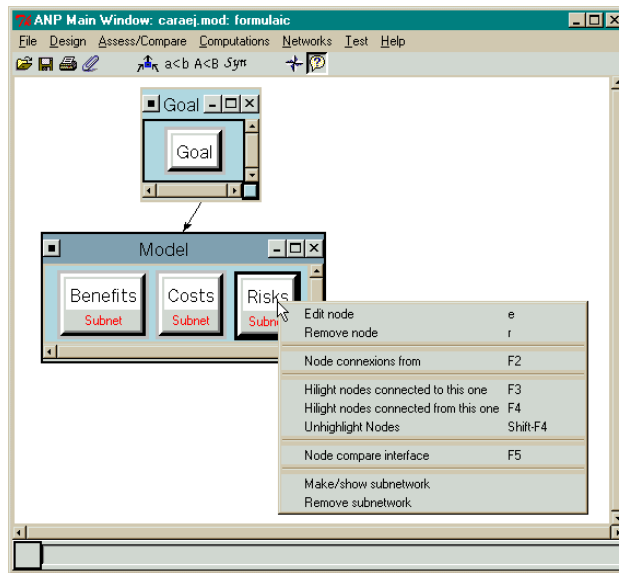 ANP Main Window: caraej.mod: formulaic
File Design Assess/Compare Computations Networks Test Help
a<b A<B Syn
Goal
Goal
Model
Benefits Costs Risks
Subnet Subnet
Edit node e
Remove node r
Node connexions from F2
Hilight nodes connected to this one F3
Hilight nodes connected from this one F4
Unhighlight Nodes Shift-F4
Node compare interface F5
Make/show subnetwork
Remove subnetwork